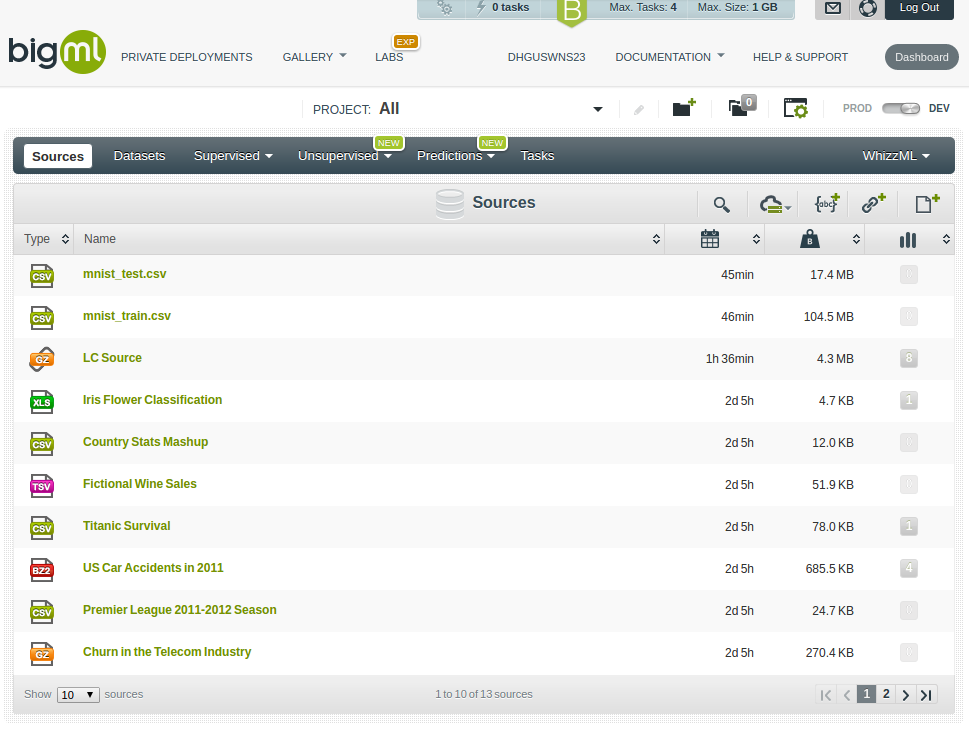 0 tasks B Max. Tasks: 4 Max. Size: 1 GB Log Out
bigml PRIVATE DEPLOYMENTS GALLERY LABS EXP DHGUSWNS23 DOCUMENTATION HELP & SUPPORT Dashboard
PROJECT: All 0 PROD DEV
Sources Datasets Supervised Unsupervised NEW Predictions NEW Tasks WhizzML
Sources {abc}
Type Name B
CSV mnist_test.csv 45min 17.4 MB
CSV mnist_train.csv 46min 104.5 MB
GZ LC Source 1h 36min 4.3 MB 8
XLS Iris Flower Classification 2d 5h 4.7 KB 1
CSV Country Stats Mashup 2d 5h 12.0 KB
TSV Fictional Wine Sales 2d 5h 51.9 KB
CSV Titanic Survival 2d 5h 78.0 KB 1
BZ2 US Car Accidents in 2011 2d 5h 685.5 KB 4
CSV Premier League 2011-2012 Season 2d 5h 24.7 KB
GZ Churn in the Telecom Industry 2d 5h 270.4 KB
Show 10 sources 1 to 10 of 13 sources 1 2